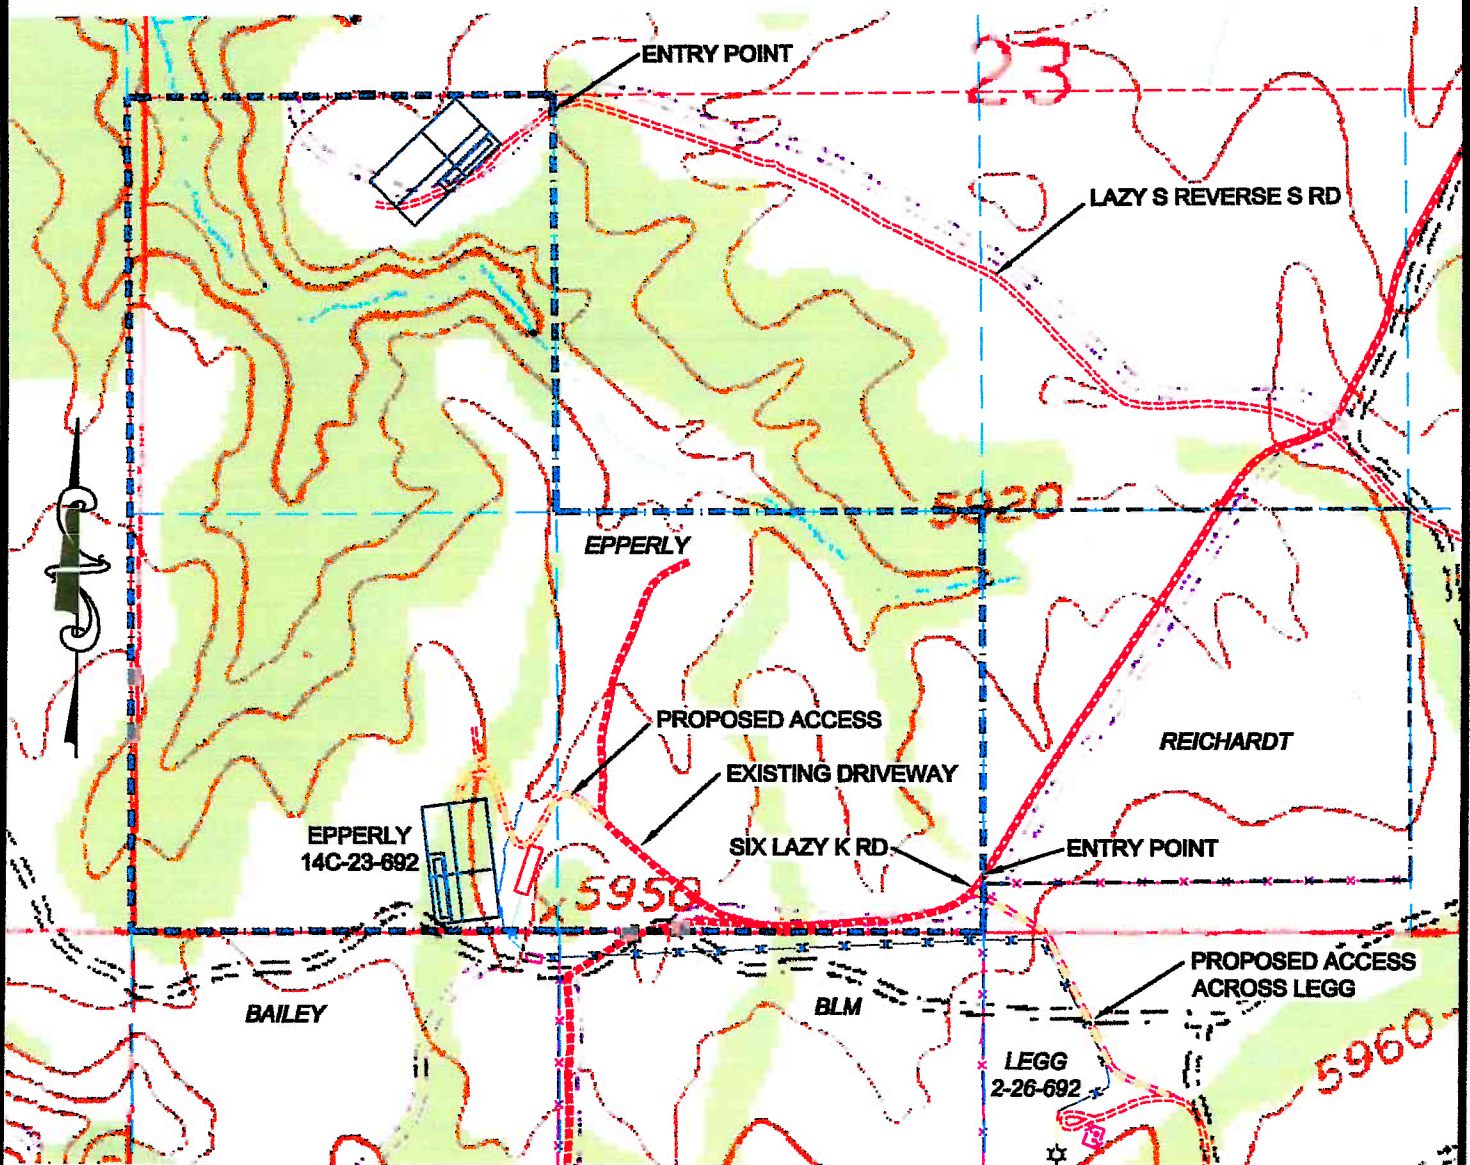 ENTRY POINT
23
LAZY S REVERSE S RD
5920
EPPERLY
PROPOSED ACCESS
REICHARDT
EXISTING DRIVEWAY
EPPERLY
14C-23-692
SIX LAZY K RD
ENTRY POINT
5950
PROPOSED ACCESS
ACROSS LEGG
BAILEY
BLM
LEGG
2-26-692
5960